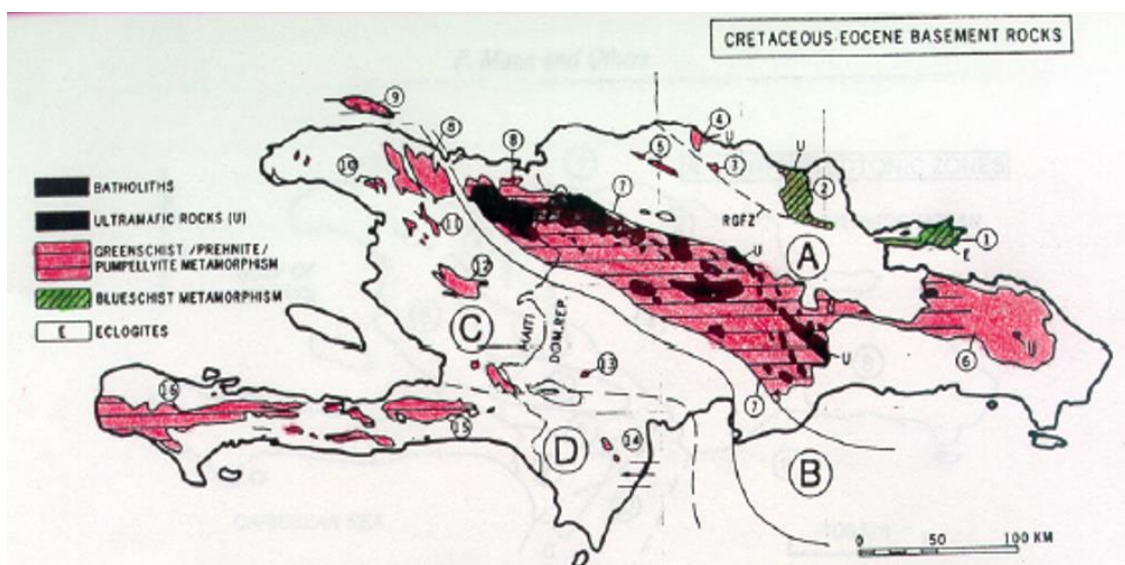 CRETACEOUS-EOCENE BASEMENT ROCKS
P. Mann and Others
BATHOLITHS
ULTRAMAFIC ROCKS (U)
GREENSCHIST /PREHNITE/
PUMPELLYITE METAMORPHISM
BLUESCHIST METAMORPHISM
E
ECLOGITES
9
8
8
4
U
U
5
3
10
7
2
11
RGFZ
1
E
U
A
12
C
HAITI
DOM.REP.
U
U
6
13
16
7
15
D
14
B
CARIBBEAN SEA
0 50 100 KM